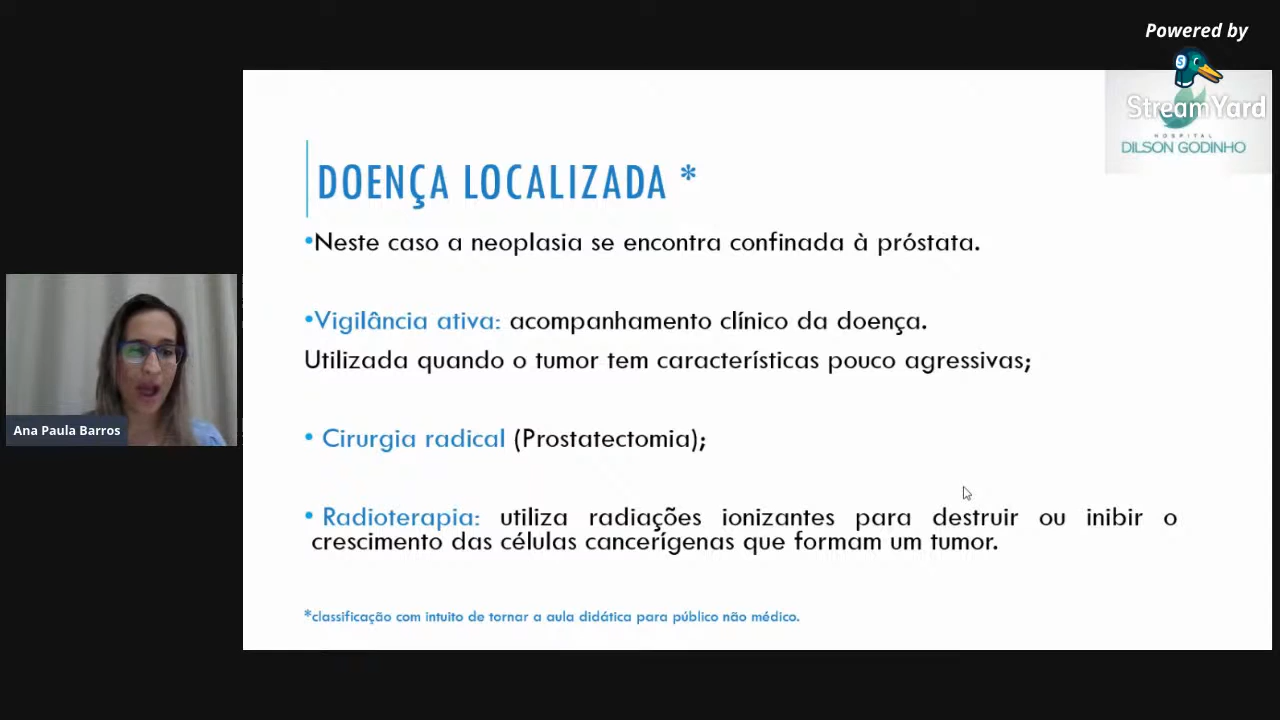 Powered by
StreamYard
HOSPITAL
DILSON GODINHO
DOENÇA LOCALIZADA *
•Neste caso a neoplasia se encontra confinada à próstata.
•Vigilância ativa: acompanhamento clínico da doença.
Utilizada quando o tumor tem características pouco agressivas;
• Cirurgia radical (Prostatectomia);
• Radioterapia: utiliza radiações ionizantes para destruir ou inibir o
crescimento das células cancerígenas que formam um tumor.
*classificação com intuito de tornar a aula didática para público não médico.
Ana Paula Barros